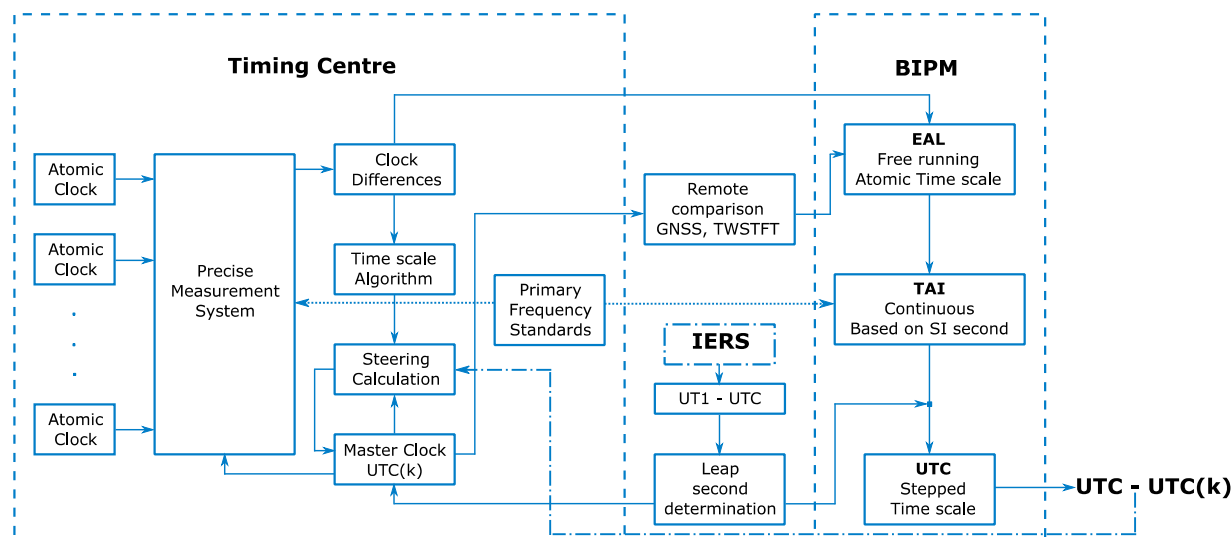 Timing Centre
BIPM
Atomic
Clock
Atomic
Clock
.
.
.
Atomic
Clock
Precise
Measurement
System
Clock
Differences
Time scale
Algorithm
Steering
Calculation
Master Clock
UTC(k)
Primary
Frequency
Standards
Remote
comparison
GNSS, TWSTFT
IERS
UT1 - UTC
Leap
second
determination
EAL
Free running
Atomic Time scale
TAI
Continuous
Based on SI second
UTC
Stepped
Time scale
UTC - UTC(k)